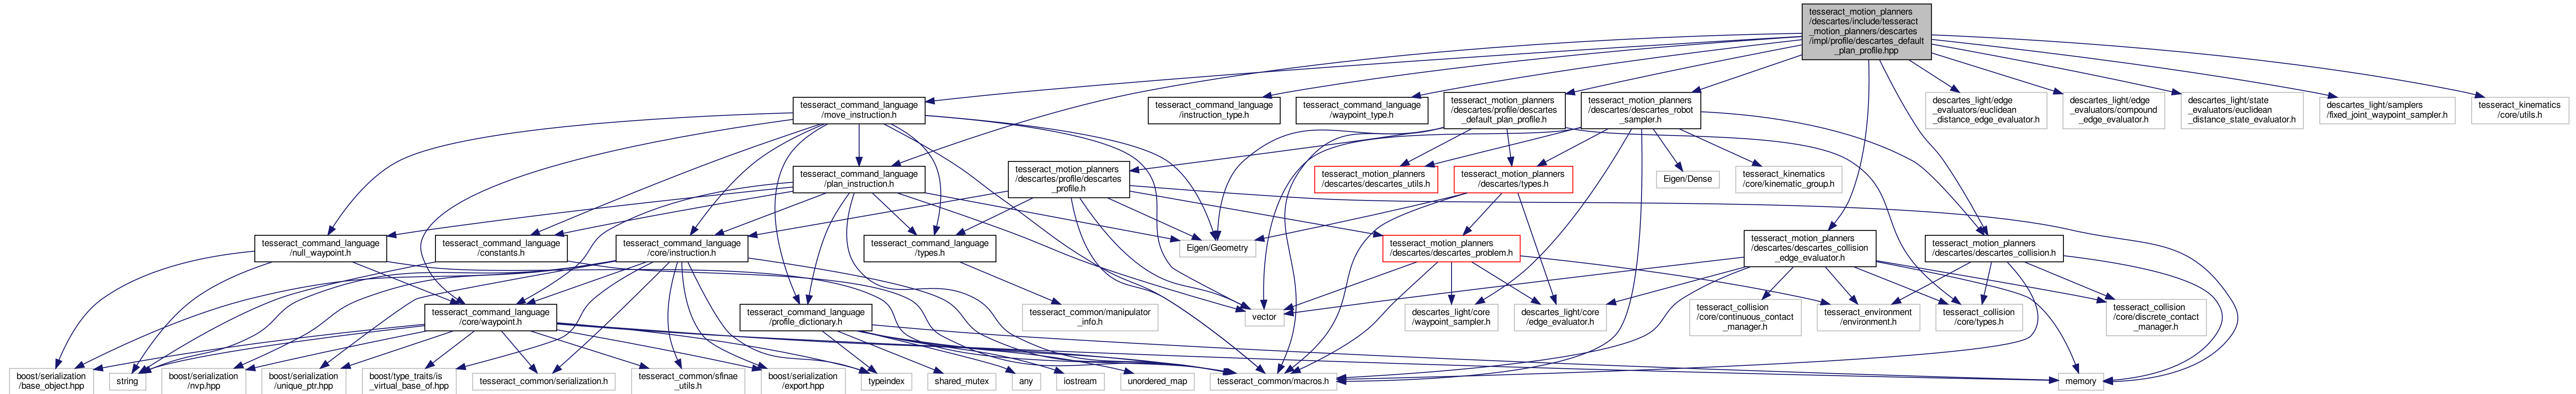 tesseract_motion_planners
/descartes/include/tesseract
_motion_planners/descartes
/impl/profile/descartes_default
_plan_profile.hpp
tesseract_command_language
/move_instruction.h
tesseract_command_language
/instruction_type.h
tesseract_command_language
/waypoint_type.h
tesseract_motion_planners
/descartes/profile/descartes
_default_plan_profile.h
tesseract_motion_planners
/descartes/descartes_robot
_sampler.h
descartes_light/edge
_evaluators/euclidean
_distance_edge_evaluator.h
descartes_light/edge
_evaluators/compound
_edge_evaluator.h
descartes_light/state
_evaluators/euclidean
_distance_state_evaluator.h
descartes_light/samplers
/fixed_joint_waypoint_sampler.h
tesseract_kinematics
/core/utils.h
tesseract_command_language
/plan_instruction.h
tesseract_motion_planners
/descartes/profile/descartes
_profile.h
tesseract_motion_planners
/descartes/descartes_utils.h
tesseract_motion_planners
/descartes/types.h
Eigen/Dense
tesseract_kinematics
/core/kinematic_group.h
tesseract_command_language
/null_waypoint.h
tesseract_command_language
/constants.h
tesseract_command_language
/core/instruction.h
tesseract_command_language
/types.h
Eigen/Geometry
tesseract_motion_planners
/descartes/descartes_problem.h
tesseract_motion_planners
/descartes/descartes_collision
_edge_evaluator.h
tesseract_motion_planners
/descartes/descartes_collision.h
tesseract_command_language
/core/waypoint.h
tesseract_command_language
/profile_dictionary.h
tesseract_common/manipulator
_info.h
vector
descartes_light/core
/waypoint_sampler.h
descartes_light/core
/edge_evaluator.h
tesseract_collision
/core/continuous_contact
_manager.h
tesseract_environment
/environment.h
tesseract_collision
/core/types.h
tesseract_collision
/core/discrete_contact
_manager.h
boost/serialization
/base_object.hpp
string
boost/serialization
/nvp.hpp
boost/serialization
/unique_ptr.hpp
boost/type_traits/is
_virtual_base_of.hpp
tesseract_common/serialization.h
tesseract_common/sfinae
_utils.h
boost/serialization
/export.hpp
typeindex
shared_mutex
any
iostream
unordered_map
tesseract_common/macros.h
memory